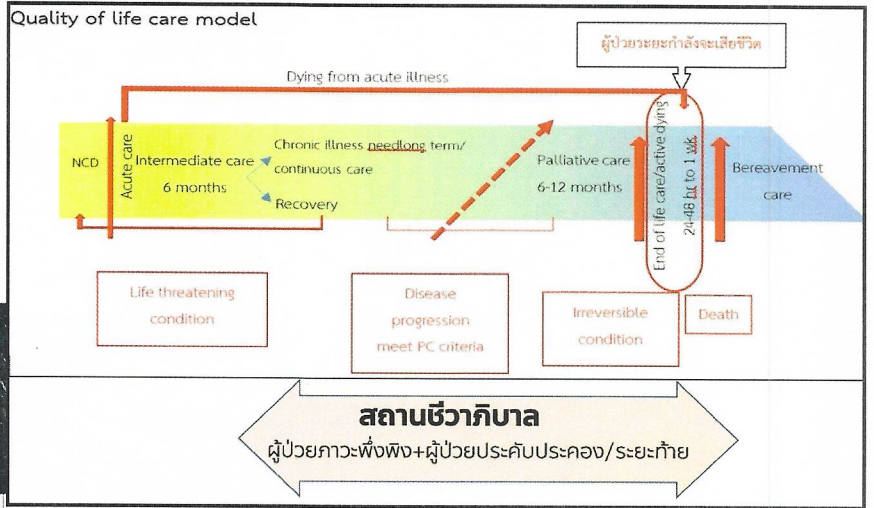 Quality of life care model
ผู้ป่วยระยะกำลังจะเสียชีวิต
Dying from acute illness
NCD
Acute care
Intermediate care
6 months
Chronic illness needlong term/
continuous care
Recovery
Palliative care
6-12 months
End of life care/active dying
24-48 hr to 1 wk
Bereavement
care
Life threatening
condition
Disease
progression
meet PC criteria
Irreversible
condition
Death
สถานชีวาภิบาล
ผู้ป่วยภาวะพึ่งพิง+ผู้ป่วยประคับประคอง/ระยะท้าย